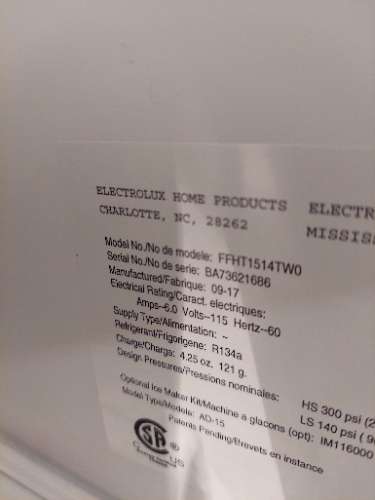 ELECTROLUX HOME PRODUCTS ELECTR
CHARLOTTE, NC, 28262 MISSIS
Model No./No de modele: FFHT1514TW0
Serial No./No de serie: BA73621686
Manufactured/Fabrique: 09-17
Electrical Rating/Caract. electriques:
Amps--6.0 Volts--115 Hertz--60
Supply Type/Alimentation: ~
Refrigerant/Frigorigene: R134a
Charge/Charge: 4.25 oz. 121 g.
Design Pressures/Pressions nominales: HS 300 psi (2
LS 140 psi ( 9
Optional Ice Maker Kit/Machine a glacons (opt): IM116000
Model Type/Modele: AD-15
Patents Pending/Brevets en instance
US